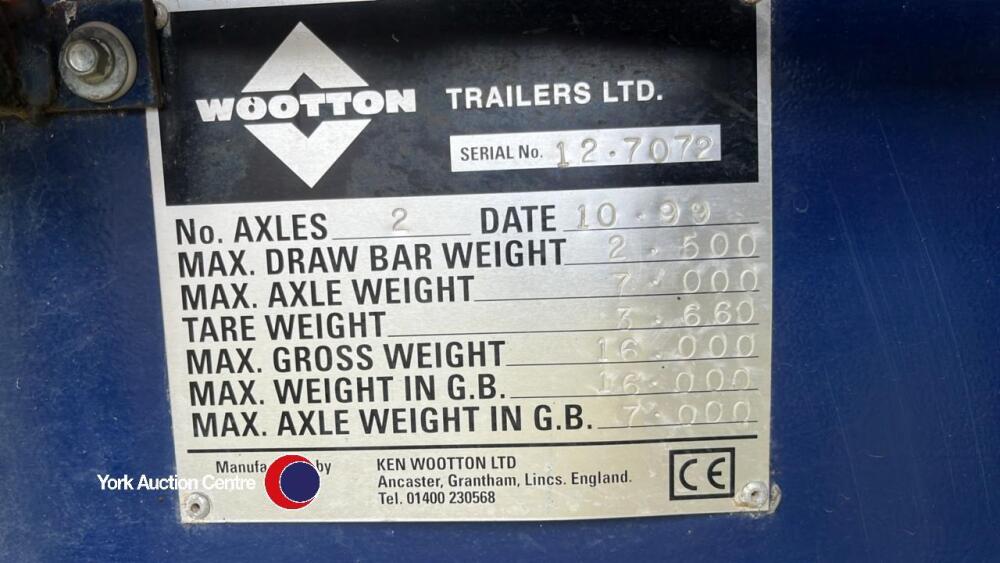 WOOTTON TRAILERS LTD.
SERIAL No. 12.7072
No. AXLES 2 DATE 10.99
MAX. DRAW BAR WEIGHT 2.500
MAX. AXLE WEIGHT 7.000
TARE WEIGHT 3.660
MAX. GROSS WEIGHT 16.000
MAX. WEIGHT IN G.B. 16.000
MAX. AXLE WEIGHT IN G.B. 7.000
by KEN WOOTTON LTD
Ancaster, Grantham, Lincs. England.
Tel. 01400 230568
CE
York Auction Centre